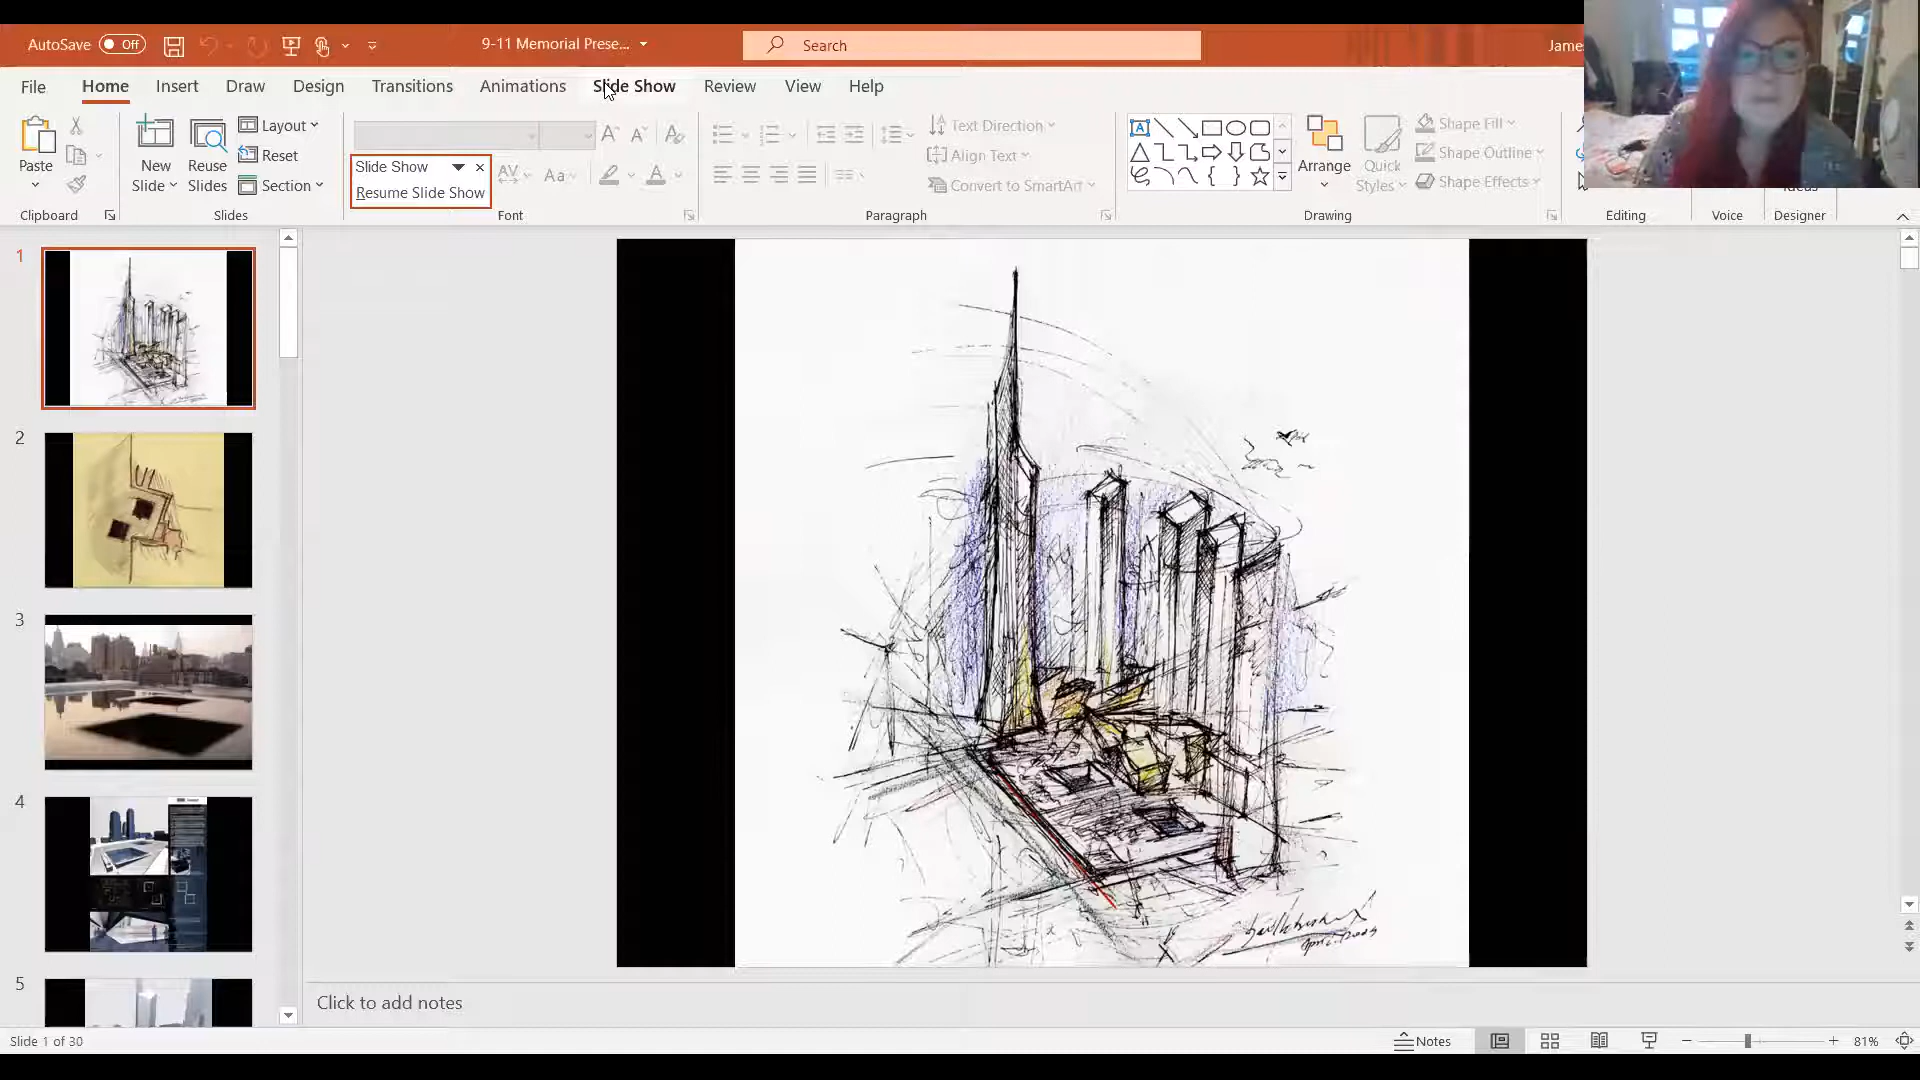 AutoSave Off 9-11 Memorial Prese... Search James
File Home Insert Draw Design Transitions Animations Slide Show Review View Help
Paste
Clipboard
New Slide
Reuse Slides
Layout
Reset
Section
Slides
Slide Show
Resume Slide Show
AV
Aa
A
Font
Text Direction
Align Text
Convert to SmartArt
Paragraph
Arrange
Quick Styles
Shape Fill
Shape Outline
Shape Effects
Drawing
Editing
Voice
Designer
1
2
3
4
5
Click to add notes
Slide 1 of 30 Notes 81%